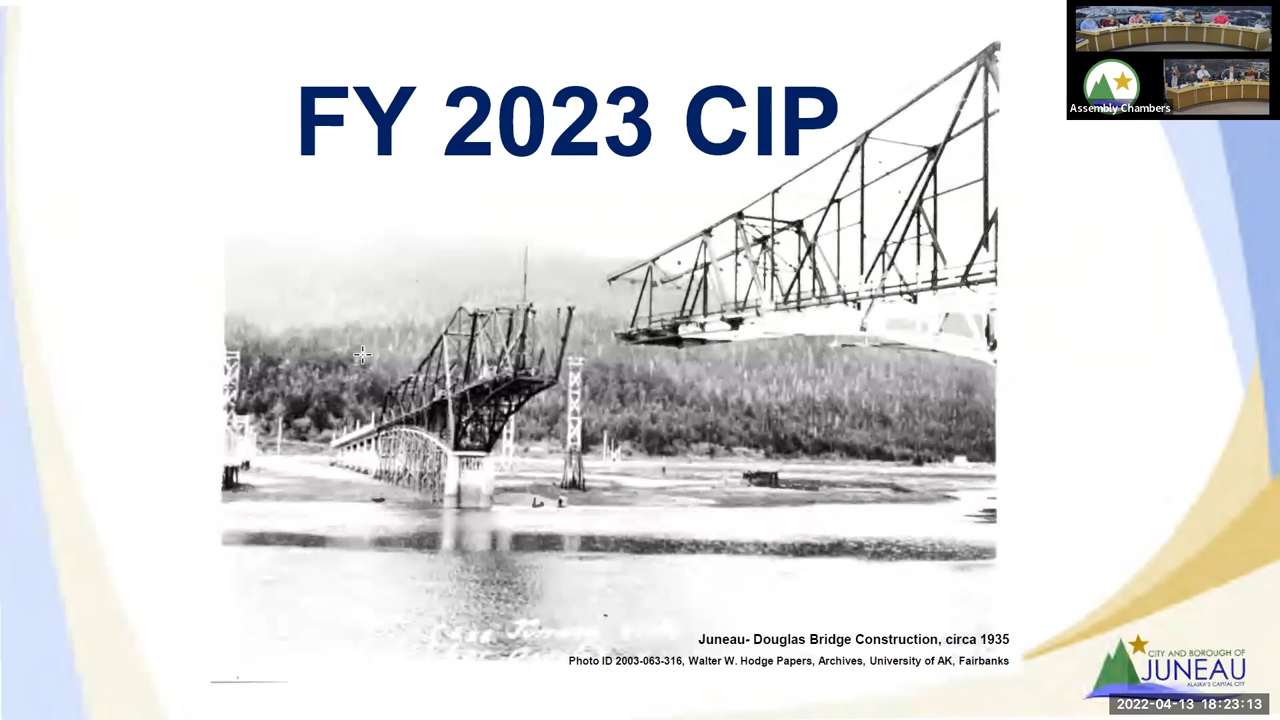 FY 2023 CIP
Assembly Chambers
Juneau- Douglas Bridge Construction, circa 1935
Photo ID 2003-063-316, Walter W. Hodge Papers, Archives, University of AK, Fairbanks
CITY AND BOROUGH OF
JUNEAU
ALASKA'S CAPITAL CITY
2022-04-13 18:23:13